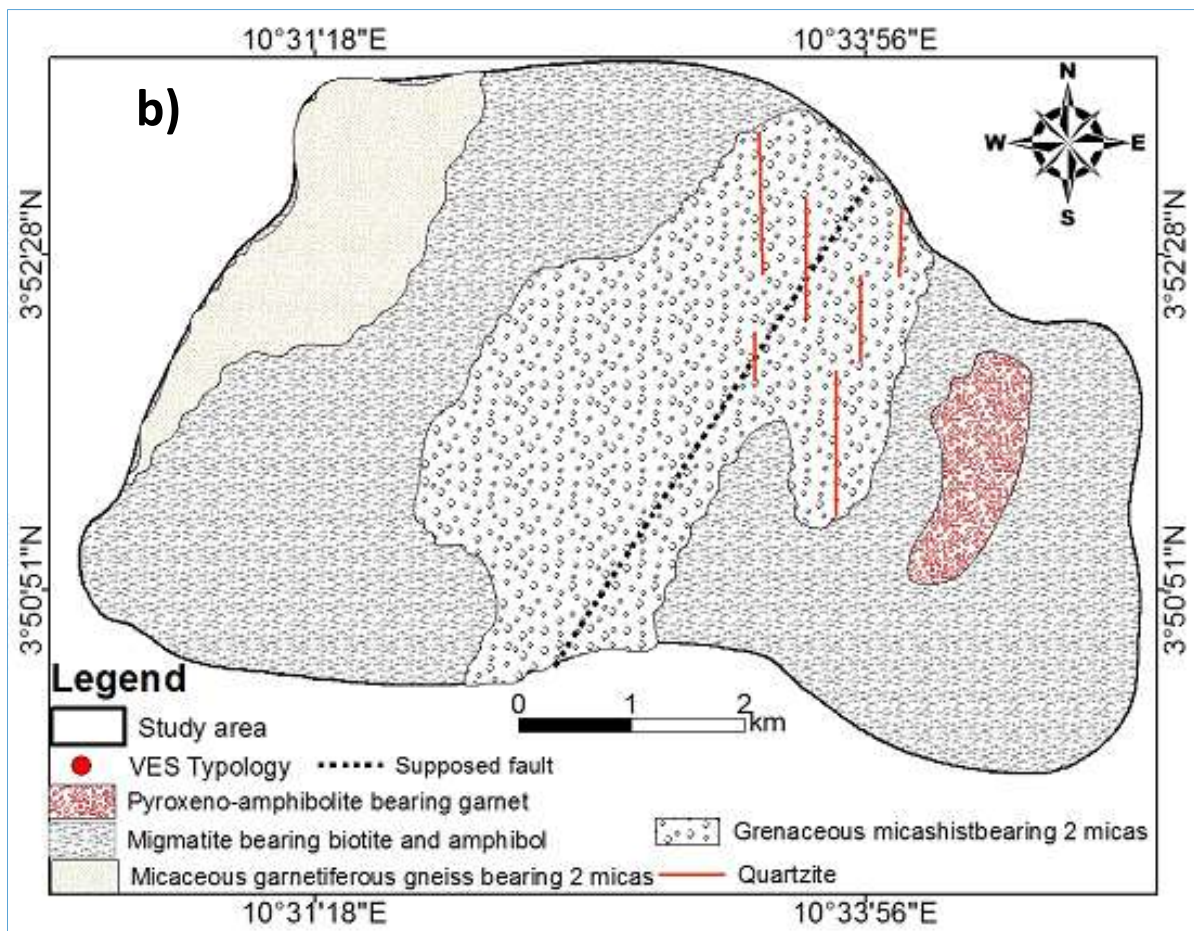 10°31'18"E 10°33'56"E
b)
N
W E
S
3°52'28"N 3°52'28"N
3°50'51"N 3°50'51"N
Legend
0 1 2
km
Study area
VES Typology Supposed fault
Pyroxeno-amphibolite bearing garnet
Migmatite bearing biotite and amphibol Grenaceous micashistbearing 2 micas
Micaceous garnetiferous gneiss bearing 2 micas Quartzite
10°31'18"E 10°33'56"E